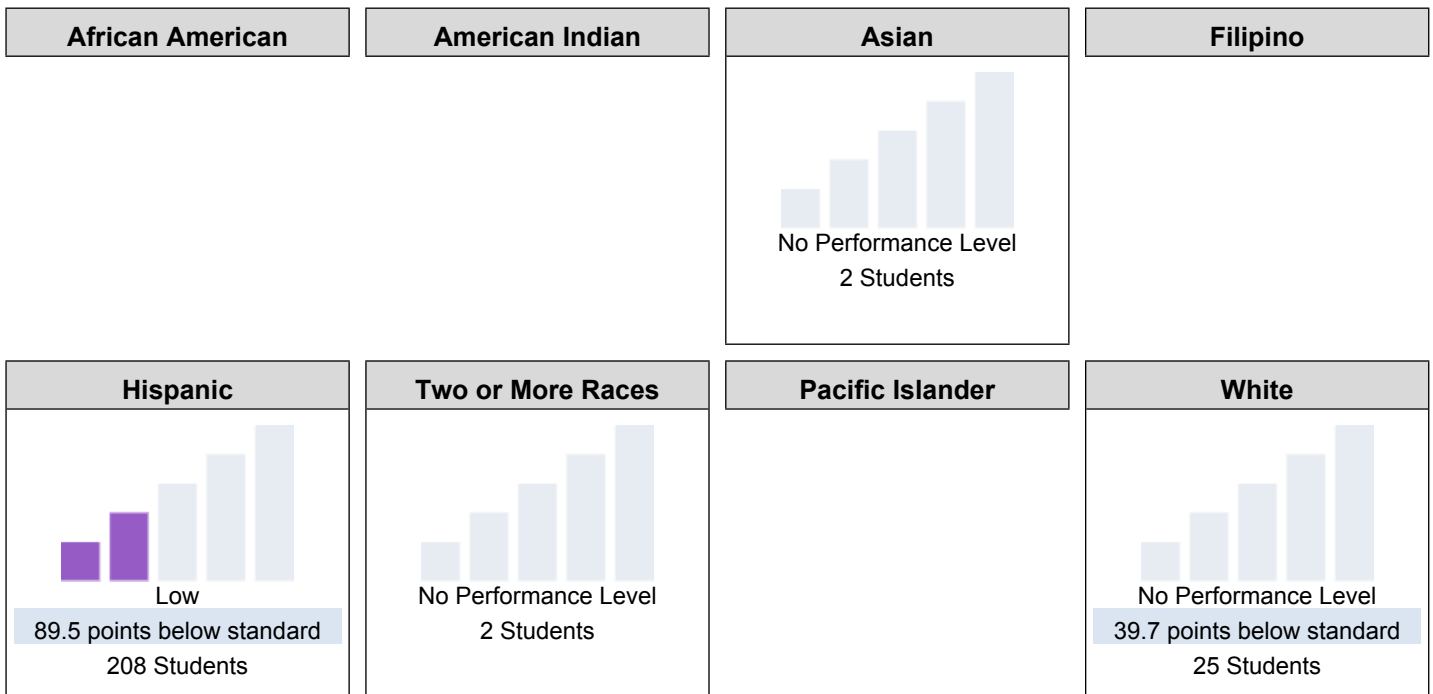 African American
American Indian
Asian
Filipino
No Performance Level
2 Students
Hispanic
Two or More Races
Pacific Islander
White
Low
89.5 points below standard
208 Students
No Performance Level
2 Students
No Performance Level
39.7 points below standard
25 Students